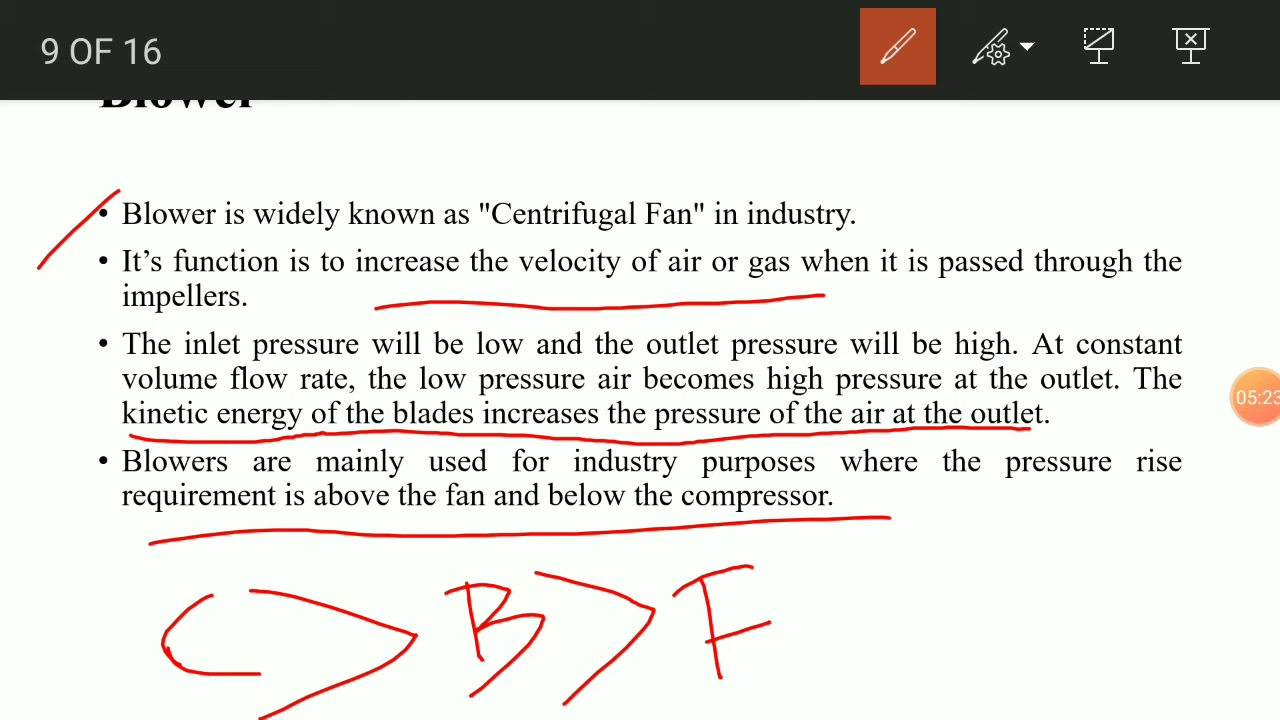 9 OF 16
Blower
• Blower is widely known as "Centrifugal Fan" in industry.
• It’s function is to increase the velocity of air or gas when it is passed through the
impellers.
• The inlet pressure will be low and the outlet pressure will be high. At constant
volume flow rate, the low pressure air becomes high pressure at the outlet. The
kinetic energy of the blades increases the pressure of the air at the outlet.
05:23
• Blowers are mainly used for industry purposes where the pressure rise
requirement is above the fan and below the compressor.
C > B > F